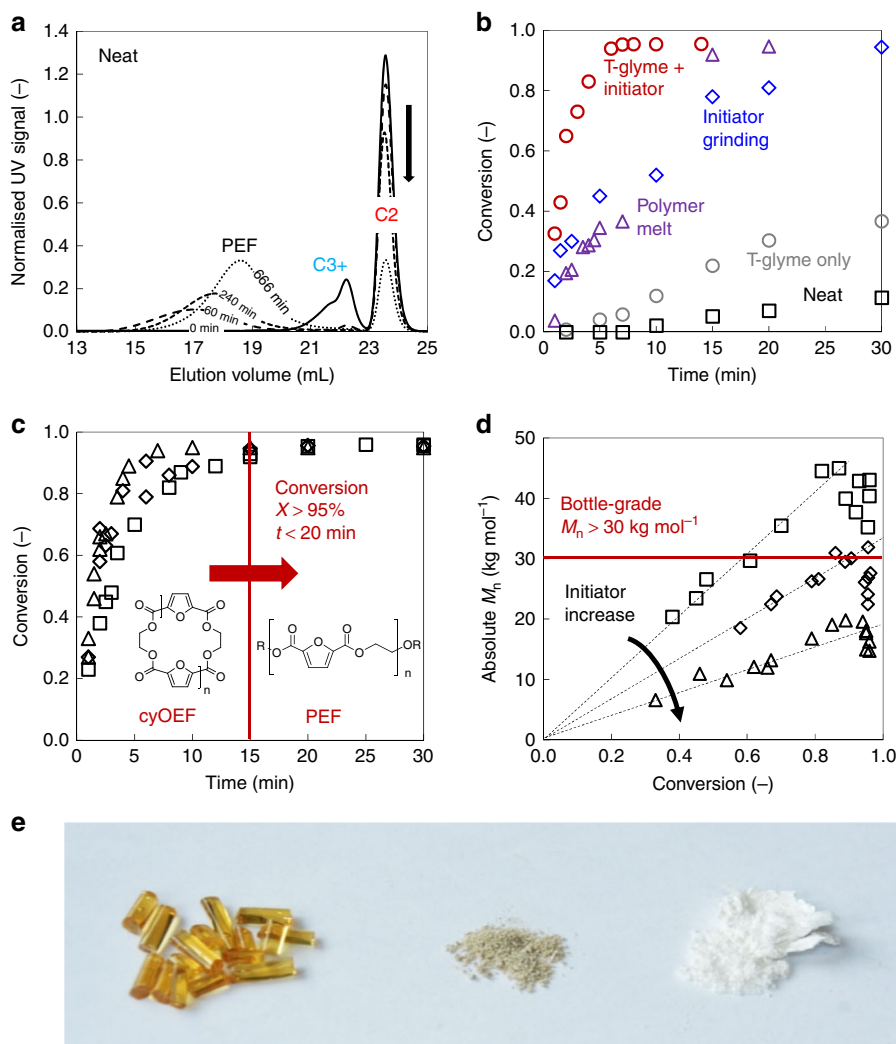 a
Neat
Normalised UV signal (–)
1.4
1.2
1.0
0.8
0.6
0.4
0.2
0.0
PEF
666 min
240 min
60 min
0 min
C3+
C2
13 15 17 19 21 23 25
Elution volume (mL)
b
Conversion (–)
1.0
0.8
0.6
0.4
0.2
0.0
T-glyme +
initiator
Initiator
grinding
Polymer
melt
T-glyme only
Neat
0 5 10 15 20 30
Time (min)
c
Conversion (–)
1.0
0.8
0.6
0.4
0.2
0.0
Conversion
X > 95%
t < 20 min
O O O O
O O
O O
O O O O
n
cyOEF
R O O O O OR
O
n
PEF
0 5 10 15 20 30
Time (min)
d
Absolute Mn (kg mol–1)
50
40
30
20
10
0
Bottle-grade
Mn > 30 kg mol–1
Initiator
increase
0.0 0.2 0.4 0.6 0.8 1.0
Conversion (–)
e